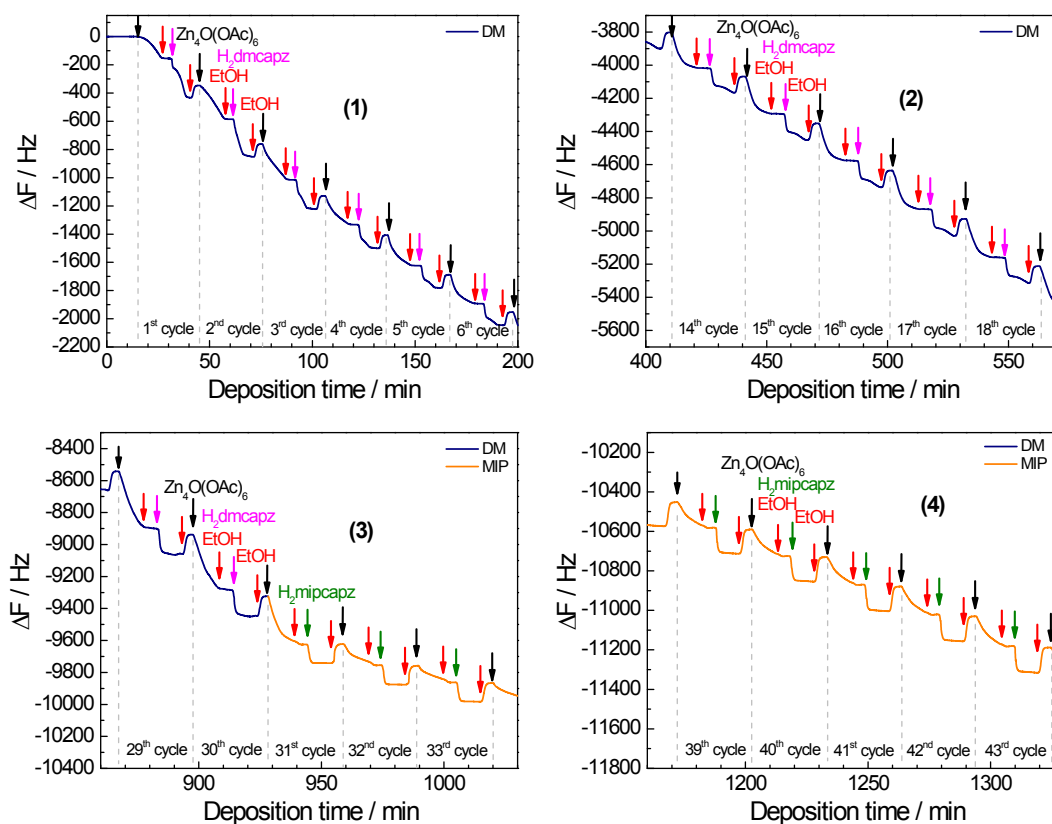 0
-200
-400
-600
-800
-1000
-1200
-1400
-1600
-1800
-2000
-2200
ΔF / Hz
Zn₄O(OAc)₆
H₂dmcapz
EtOH
EtOH
DM
(1)
1ˢᵗ cycle
2ⁿᵈ cycle
3ʳᵈ cycle
4ᵗʰ cycle
5ᵗʰ cycle
6ᵗʰ cycle
0
50
100
150
200
Deposition time / min
-3800
-4000
-4200
-4400
-4600
-4800
-5000
-5200
-5400
-5600
ΔF / Hz
Zn₄O(OAc)₆
H₂dmcapz
EtOH
EtOH
DM
(2)
14ᵗʰ cycle
15ᵗʰ cycle
16ᵗʰ cycle
17ᵗʰ cycle
18ᵗʰ cycle
400
450
500
550
Deposition time / min
-8400
-8600
-8800
-9000
-9200
-9400
-9600
-9800
-10000
-10200
-10400
ΔF / Hz
Zn₄O(OAc)₆
H₂dmcapz
EtOH
EtOH
H₂mipcapz
DM
MIP
(3)
29ᵗʰ cycle
30ᵗʰ cycle
31ˢᵗ cycle
32ⁿᵈ cycle
33ʳᵈ cycle
900
950
1000
Deposition time / min
-10200
-10400
-10600
-10800
-11000
-11200
-11400
-11600
-11800
ΔF / Hz
Zn₄O(OAc)₆
H₂mipcapz
EtOH
EtOH
DM
MIP
(4)
39ᵗʰ cycle
40ᵗʰ cycle
41ˢᵗ cycle
42ⁿᵈ cycle
43ʳᵈ cycle
1200
1250
1300
Deposition time / min